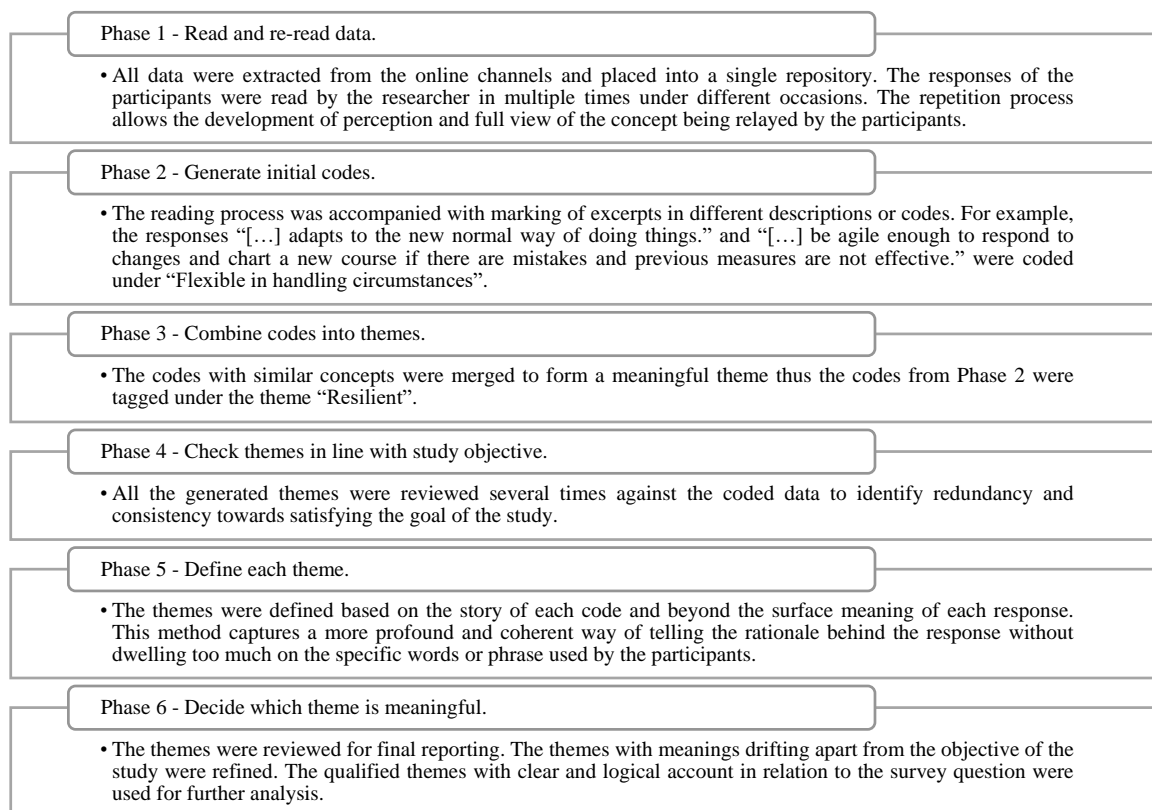 Phase 1 - Read and re-read data.
• All data were extracted from the online channels and placed into a single repository. The responses of the
participants were read by the researcher in multiple times under different occasions. The repetition process
allows the development of perception and full view of the concept being relayed by the participants.
Phase 2 - Generate initial codes.
• The reading process was accompanied with marking of excerpts in different descriptions or codes. For example,
the responses “[…] adapts to the new normal way of doing things.” and “[…] be agile enough to respond to
changes and chart a new course if there are mistakes and previous measures are not effective.” were coded
under “Flexible in handling circumstances”.
Phase 3 - Combine codes into themes.
• The codes with similar concepts were merged to form a meaningful theme thus the codes from Phase 2 were
tagged under the theme “Resilient”.
Phase 4 - Check themes in line with study objective.
• All the generated themes were reviewed several times against the coded data to identify redundancy and
consistency towards satisfying the goal of the study.
Phase 5 - Define each theme.
• The themes were defined based on the story of each code and beyond the surface meaning of each response.
This method captures a more profound and coherent way of telling the rationale behind the response without
dwelling too much on the specific words or phrase used by the participants.
Phase 6 - Decide which theme is meaningful.
• The themes were reviewed for final reporting. The themes with meanings drifting apart from the objective of the
study were refined. The qualified themes with clear and logical account in relation to the survey question were
used for further analysis.